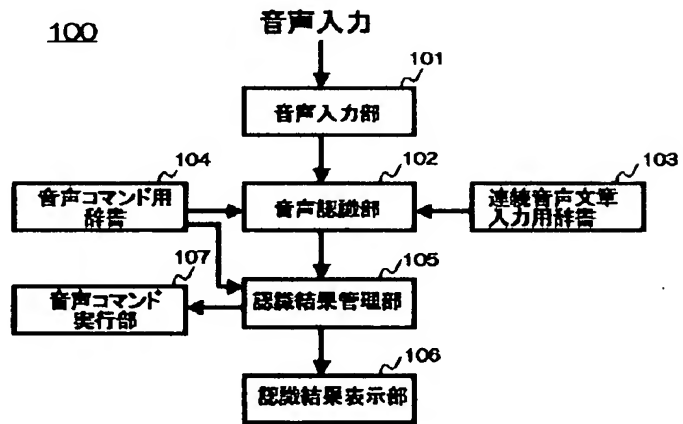 100
音声入力
101
音声入力部
104
音声コマンド用
辞書
102
音声認識部
103
連続音声文章
入力用辞書
107
音声コマンド
実行部
105
認識結果管理部
106
認識結果表示部